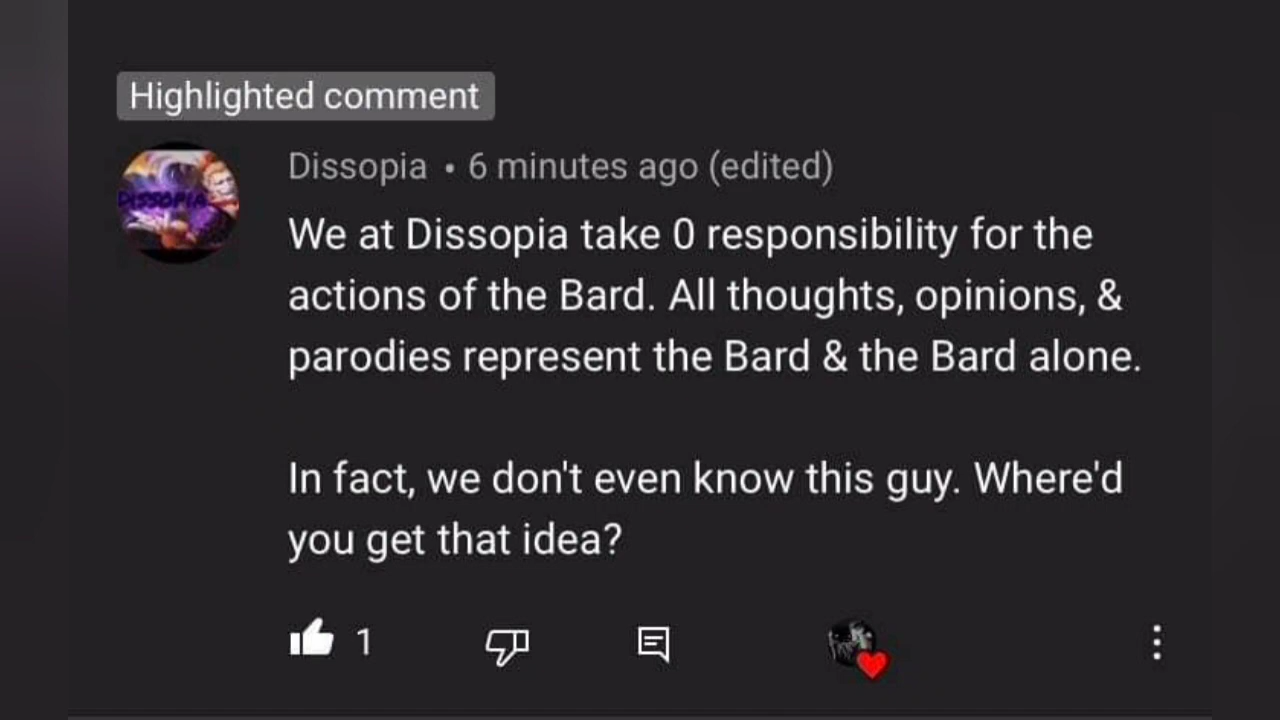 Highlighted comment
DISSOPIA
Dissopia • 6 minutes ago (edited)
We at Dissopia take 0 responsibility for the
actions of the Bard. All thoughts, opinions, &
parodies represent the Bard & the Bard alone.
In fact, we don't even know this guy. Where'd
you get that idea?
1